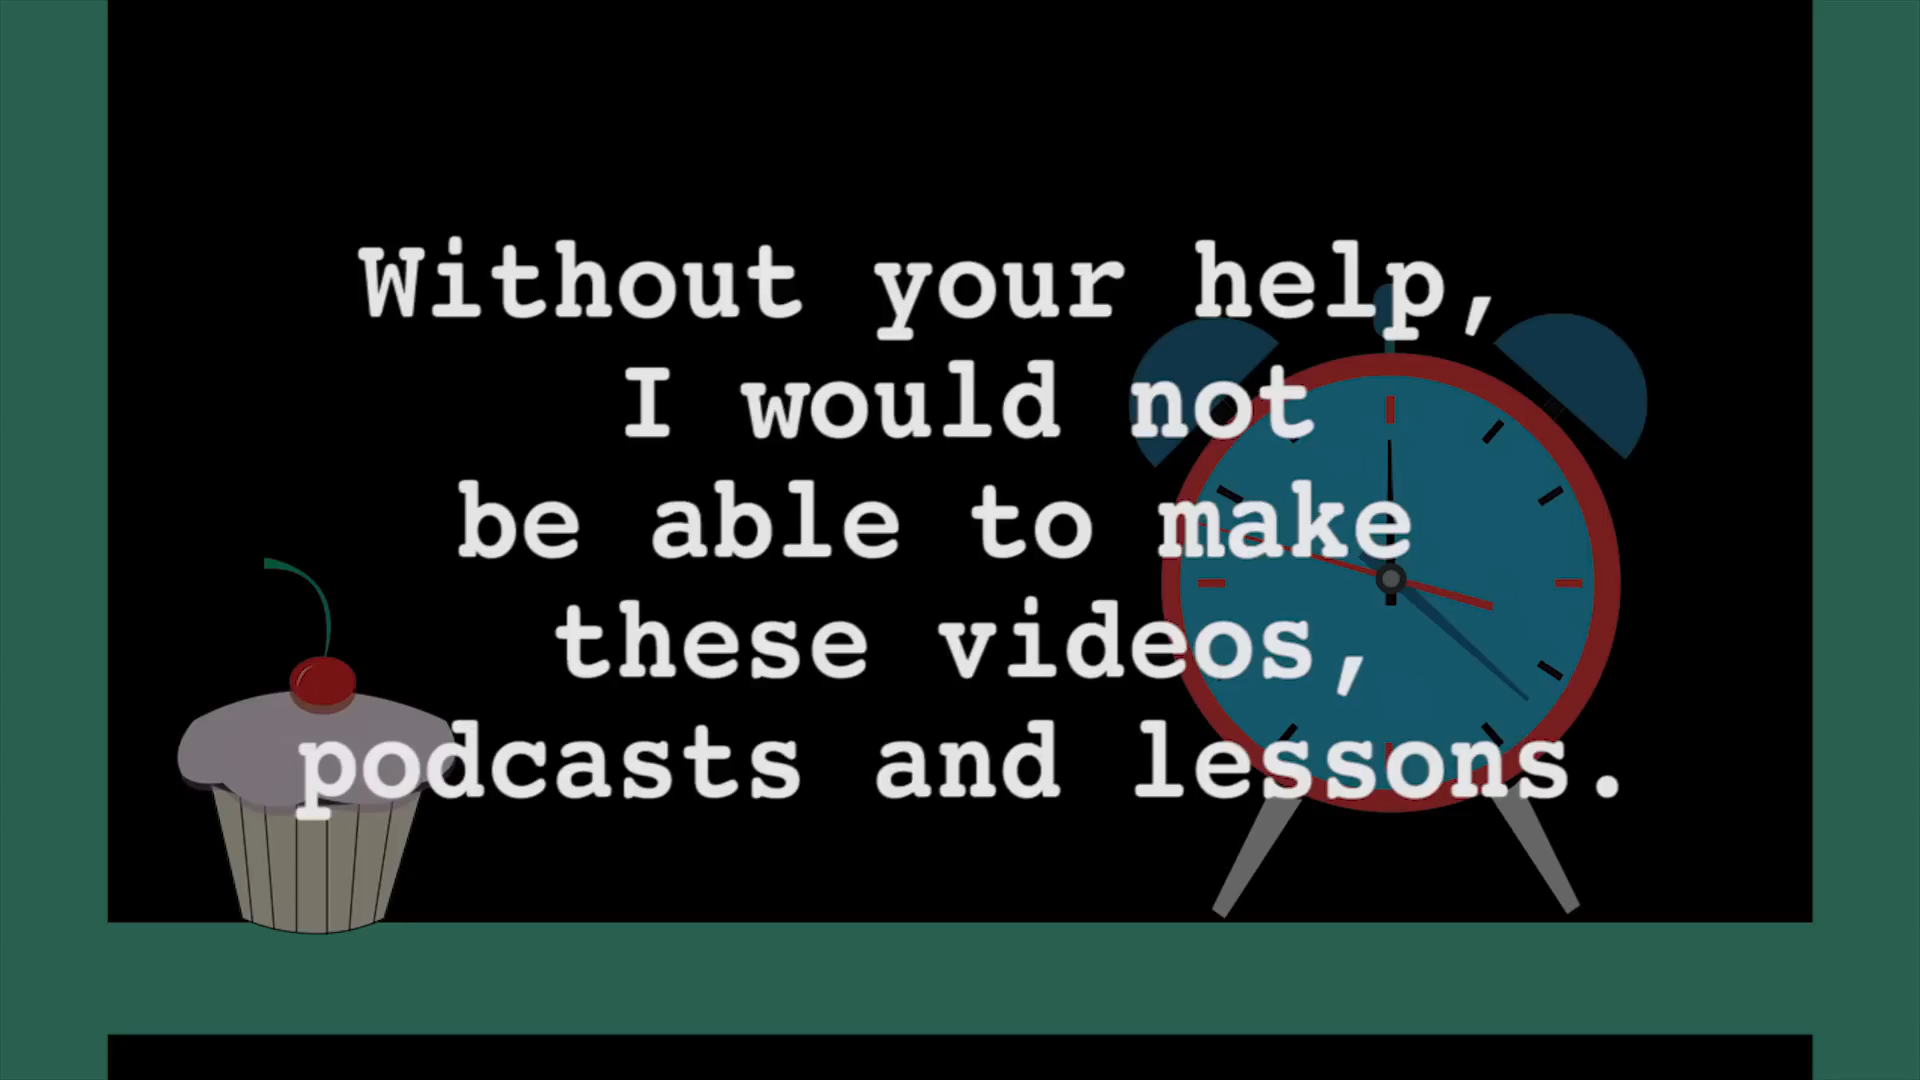 Without your help,
I would not
be able to make
these videos,
podcasts and lessons.